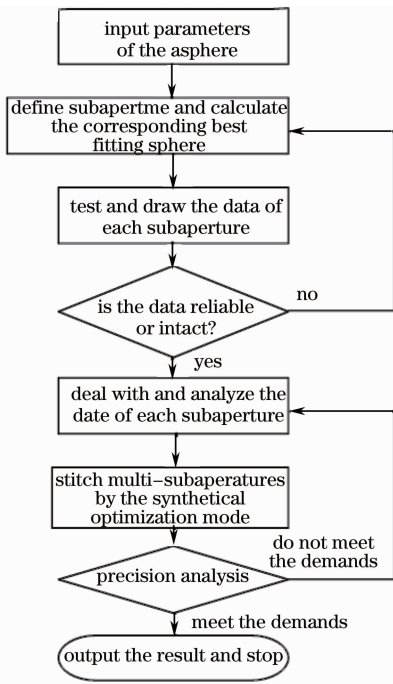 input parameters
of the asphere
define subapertme and calculate
the corresponding best
fitting sphere
test and draw the data of
each subaperture
is the data reliable
or intact?
no
yes
deal with and analyze the
date of each subaperture
stitch multi-subaperatures
by the synthetical
optimization mode
precision analysis
do not meet
the demands
meet the demands
output the result and stop